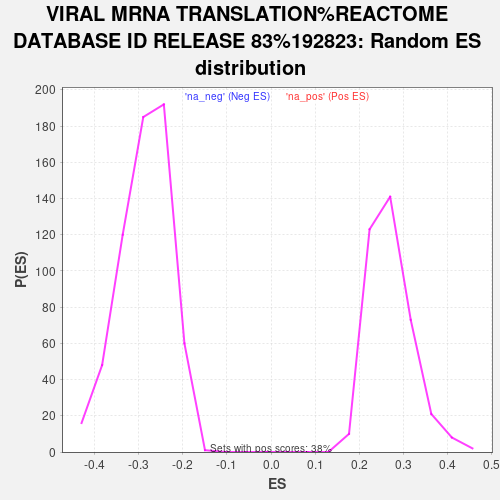 VIRAL MRNA TRANSLATION%REACTOME
DATABASE ID RELEASE 83%192823: Random ES
distribution
'na_neg' (Neg ES) 'na_pos' (Pos ES)
200
180
160
140
120
100
80
60
40
20
0
P(ES)
Sets with pos scores: 38%
-0.4 -0.3 -0.2 -0.1 0.0 0.1 0.2 0.3 0.4 0.5
ES